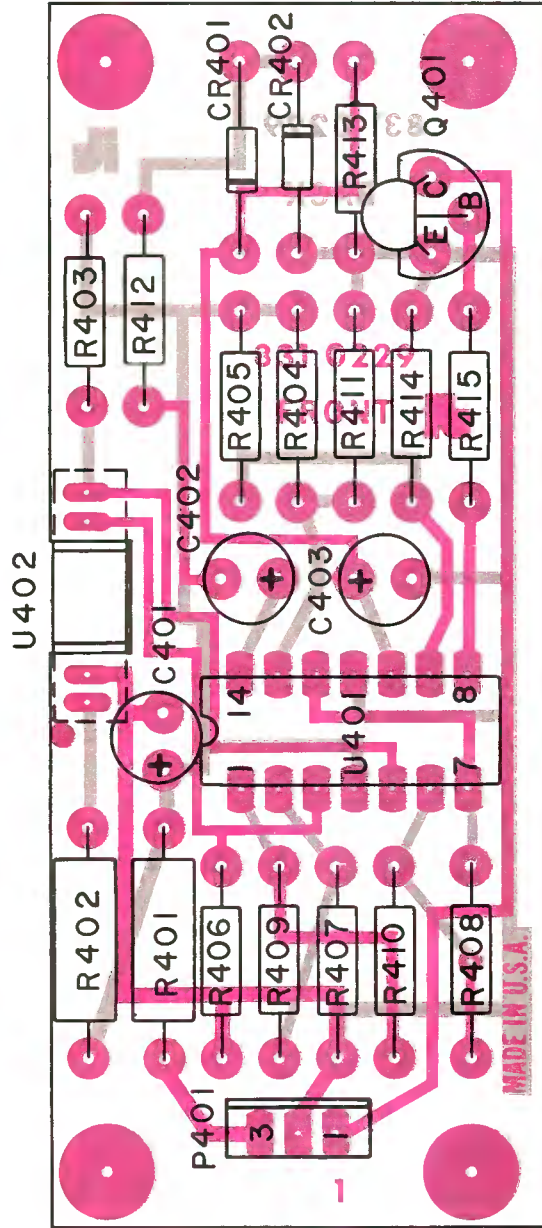 CR401
CR402
R413
Q401
C
B
E
R403
R412
R405
R404
R411
R414
R415
FRONT
U402
C401
C402
C403
+
+
+
14
8
U401
1
7
R402
R401
R406
R409
R407
R410
R408
MADE IN U.S.A.
P401
3
1
1